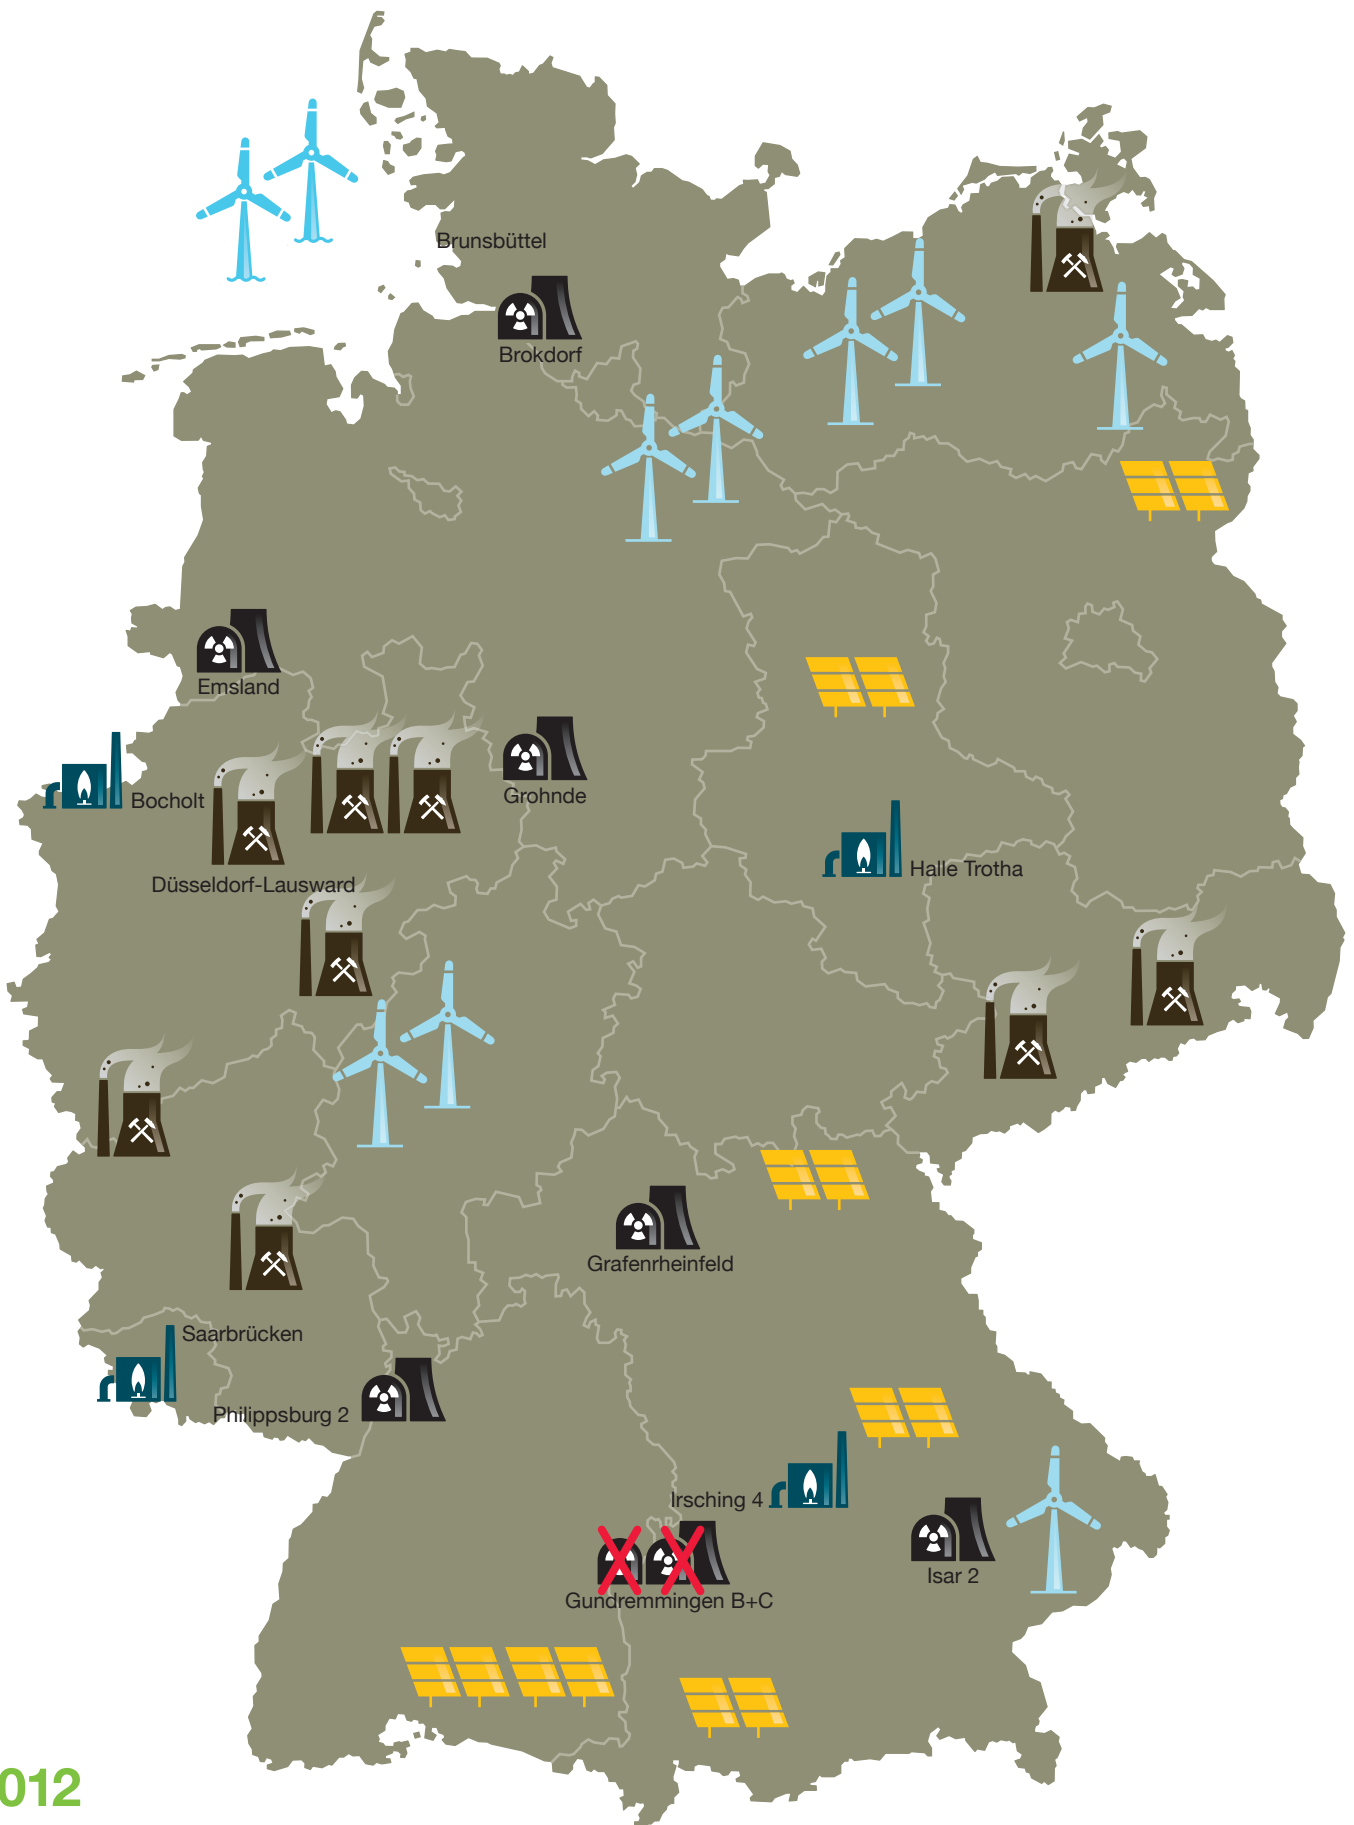 Brunsbüttel
Brokdorf
Emsland
Bocholt
Grohnde
Düsseldorf-Lausward
Halle Trotha
Grafenrheinfeld
Saarbrücken
Philippsburg 2
Irsching 4
Isar 2
Gundremmingen B+C
012